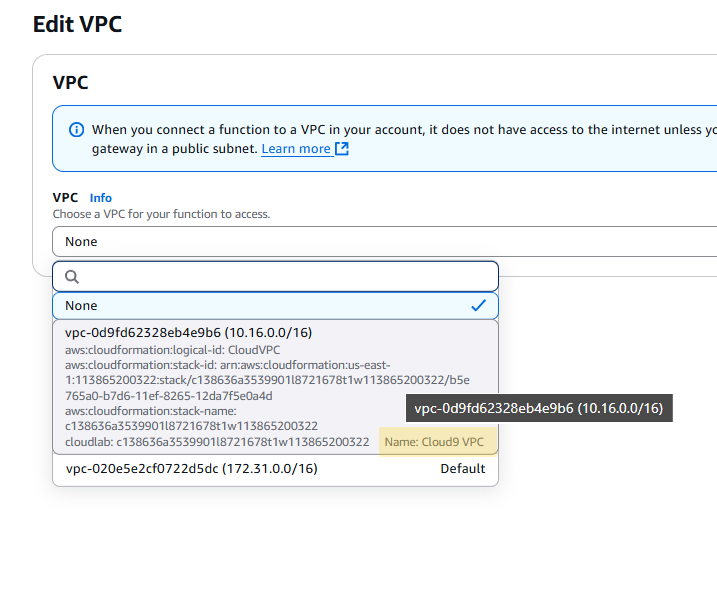 Edit VPC
VPC
When you connect a function to a VPC in your account, it does not have access to the internet unless
gateway in a public subnet. Learn more
VPC Info
Choose a VPC for your function to access.
None
None
vpc-0d9fd62328eb4e9b6 (10.16.0.0/16)
aws:cloudformation:logical-id: CloudVPC
aws:cloudformation:stack-id: arn:aws:cloudformation:us-east-
1:113865200322:stack/c138636a3539901l8721678t1w113865200322/b5e
765a0-b7d6-11ef-8265-12da7f5e0a4d
aws:cloudformation:stack-name:
c138636a3539901l8721678t1w113865200322
cloudlab: c138636a3539901l8721678t1w113865200322 Name: Cloud9 VPC
vpc-0d9fd62328eb4e9b6 (10.16.0.0/16)
vpc-020e5e2cf0722d5dc (172.31.0.0/16) Default